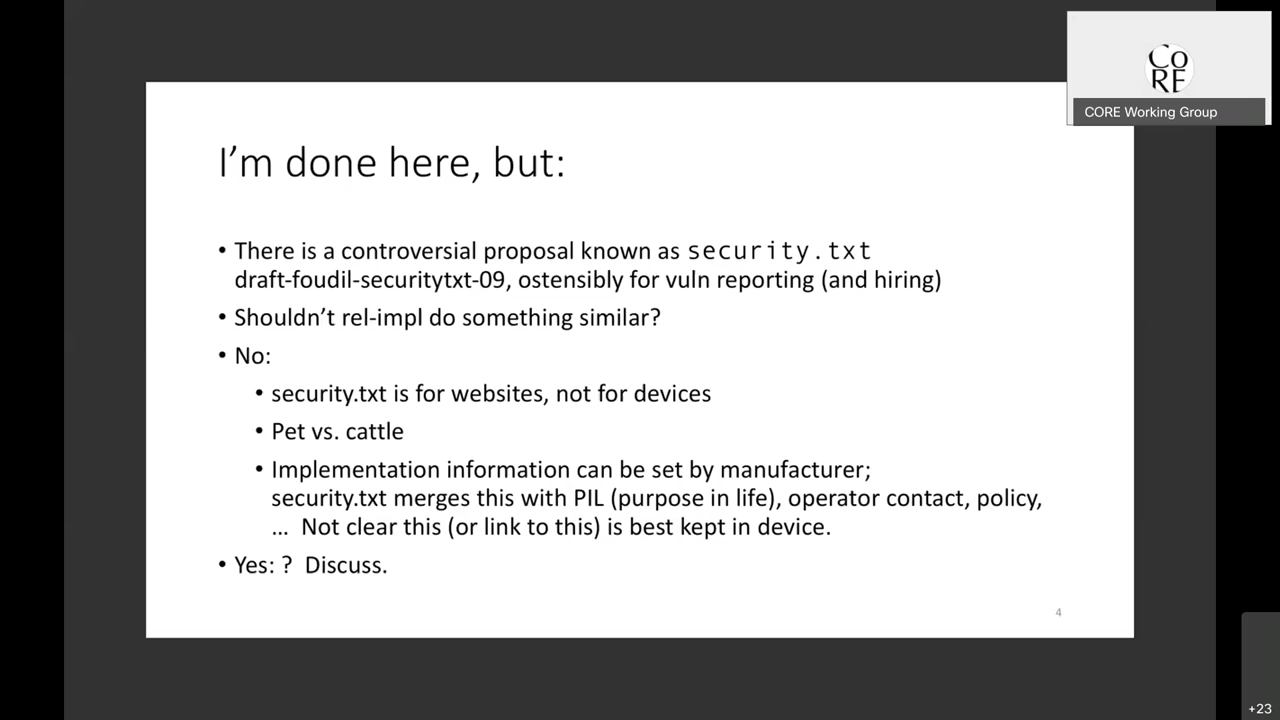 CoRE
CORE Working Group
I'm done here, but:
• There is a controversial proposal known as security.txt
draft-foudil-securitytxt-09, ostensibly for vuln reporting (and hiring)
• Shouldn't rel-impl do something similar?
• No:
• security.txt is for websites, not for devices
• Pet vs. cattle
• Implementation information can be set by manufacturer;
security.txt merges this with PIL (purpose in life), operator contact, policy,
... Not clear this (or link to this) is best kept in device.
• Yes: ? Discuss.
4
+23